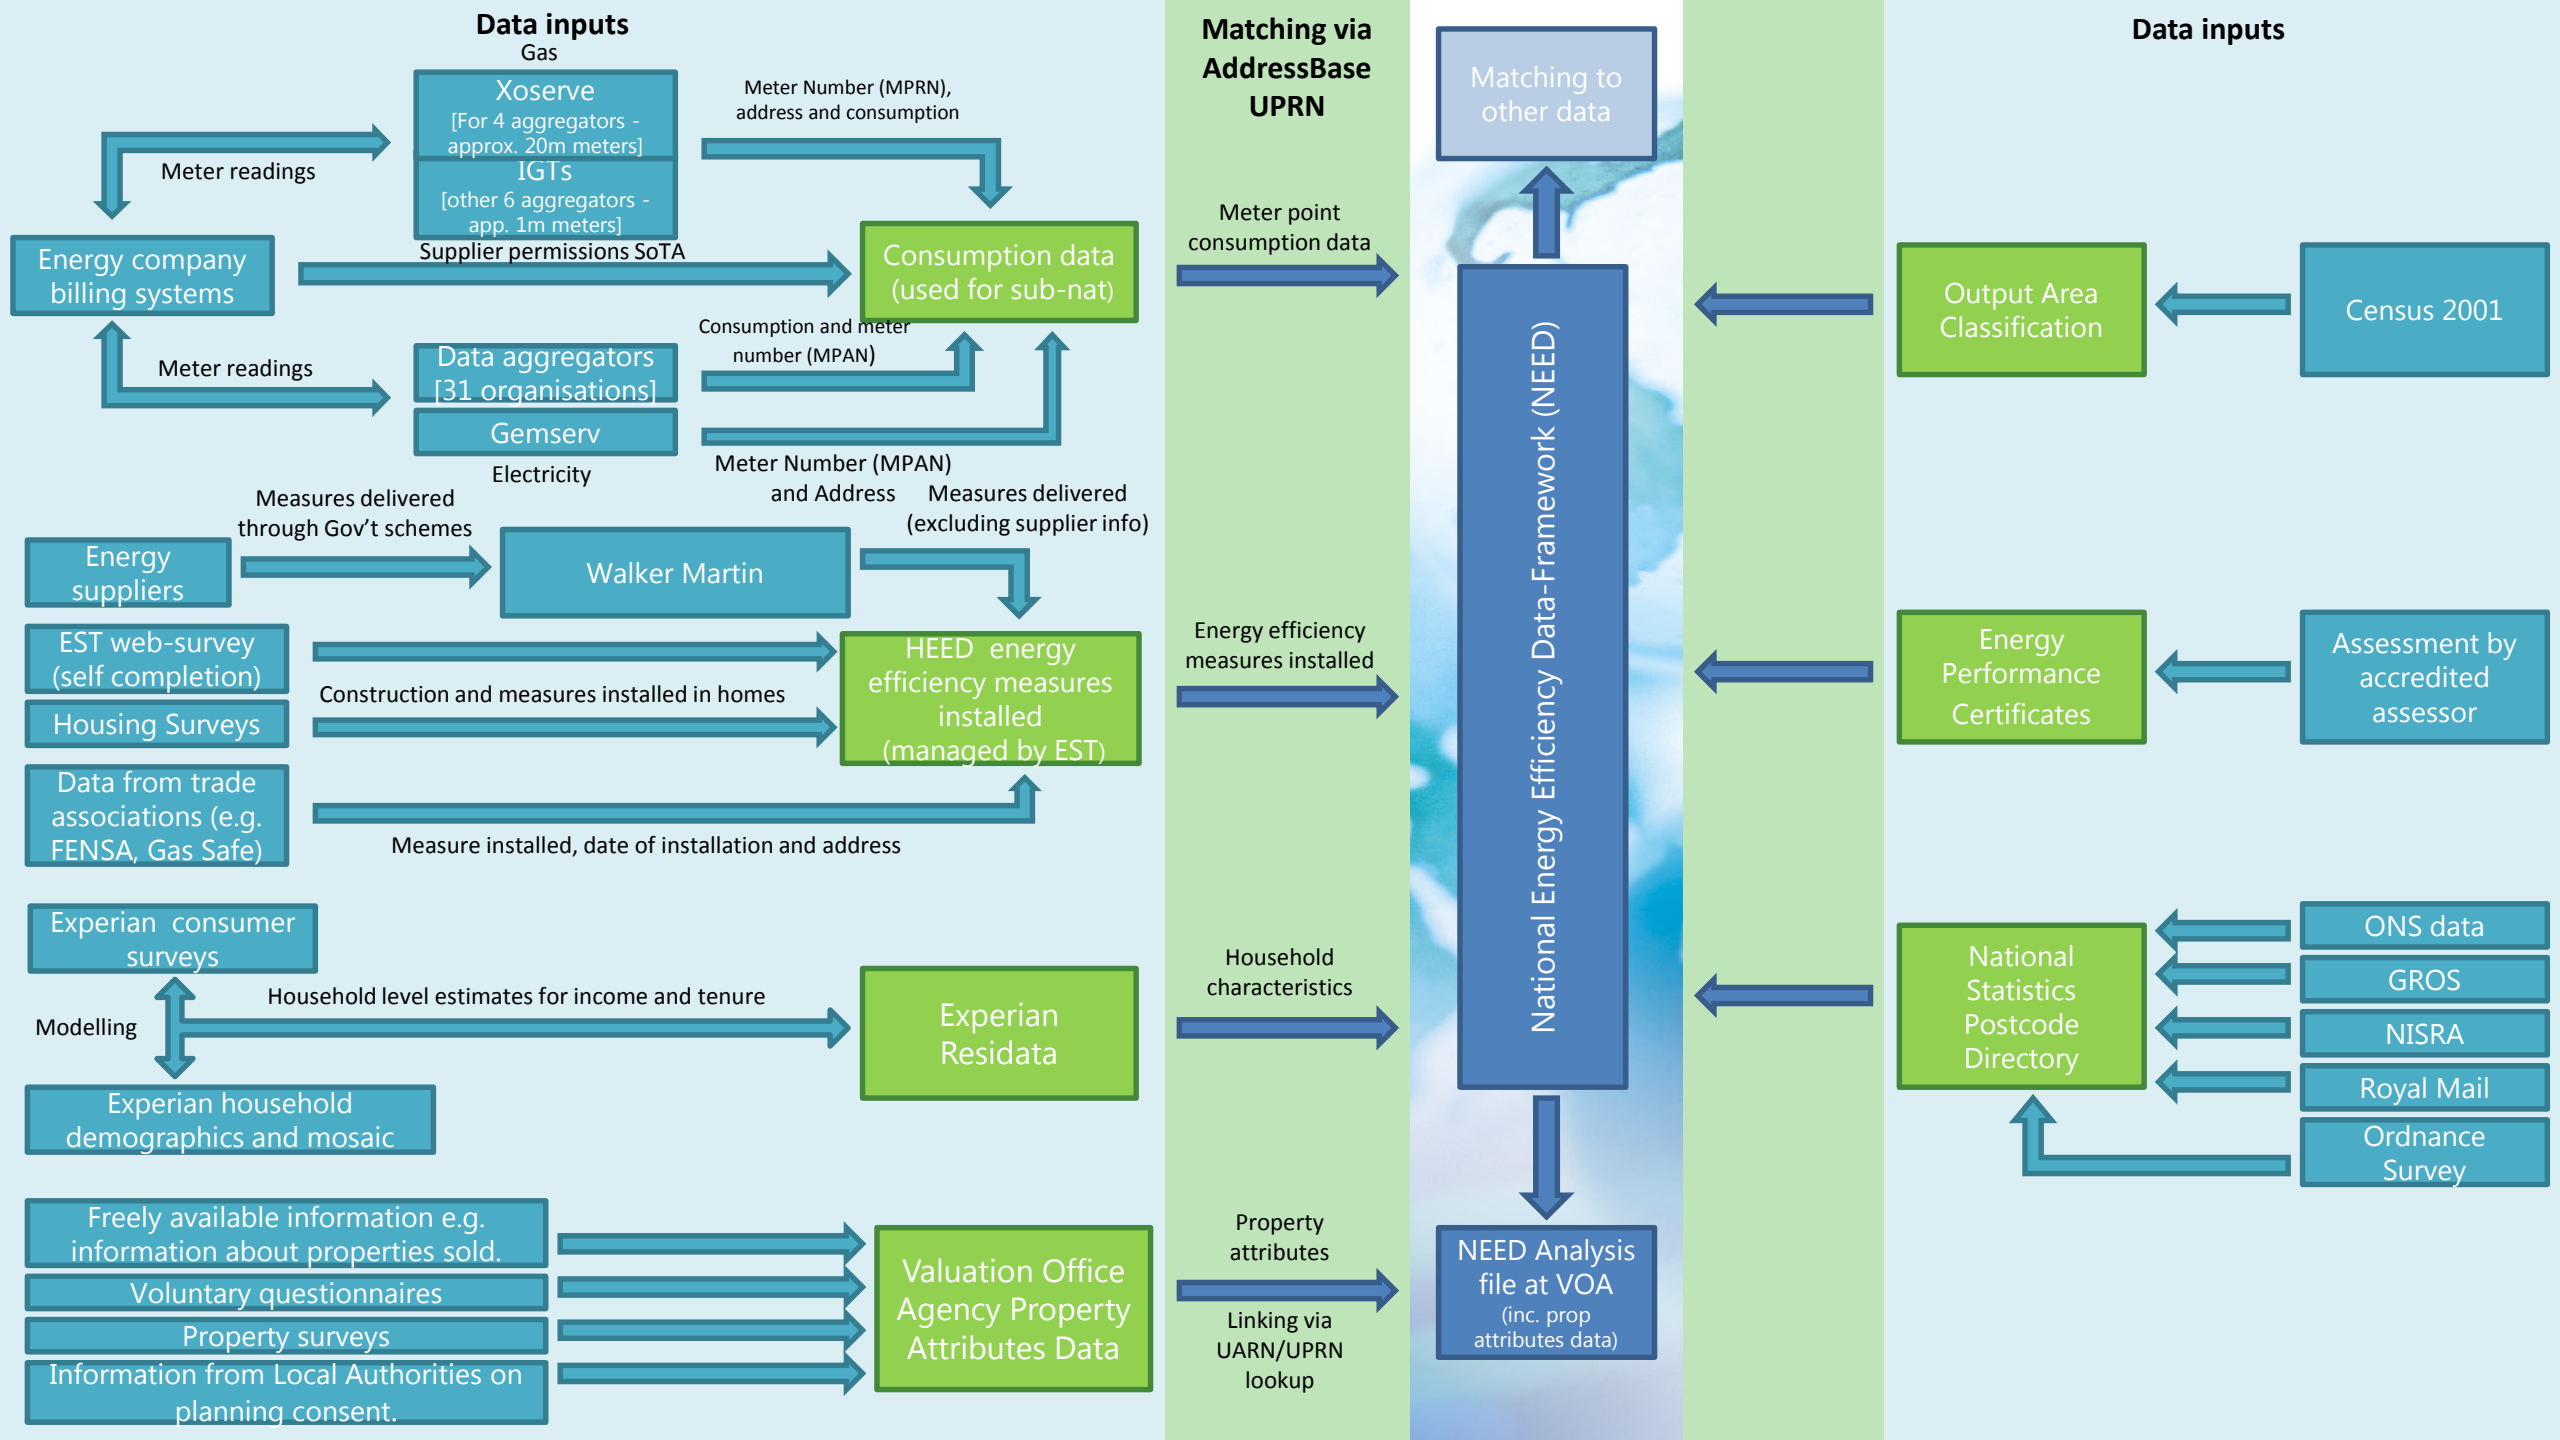 Data inputs
Gas
Xoserve
[For 4 aggregators -
approx. 20m meters]
IGTs
[other 6 aggregators -
app. 1m meters]
Meter Number (MPRN),
address and consumption
Meter readings
Energy company
billing systems
Supplier permissions SoTA
Consumption data
(used for sub-nat)
Meter readings
Data aggregators
[31 organisations]
Gemserv
Electricity
Consumption and meter
number (MPAN)
Meter Number (MPAN)
and Address
Measures delivered
through Gov't schemes
Energy
suppliers
Walker Martin
Measures delivered
(excluding supplier info)
EST web-survey
(self completion)
Construction and measures installed in homes
Housing Surveys
HEED energy
efficiency measures
installed
(managed by EST)
Data from trade
associations (e.g.
FENSA, Gas Safe)
Measure installed, date of installation and address
Experian consumer
surveys
Modelling
Household level estimates for income and tenure
Experian
Residata
Experian household
demographics and mosaic
Freely available information e.g.
information about properties sold.
Voluntary questionnaires
Property surveys
Information from Local Authorities on
planning consent.
Valuation Office
Agency Property
Attributes Data
Matching via
AddressBase
UPRN
Meter point
consumption data
Energy efficiency
measures installed
Household
characteristics
Property
attributes
Linking via
UARN/UPRN
lookup
Matching to
other data
National Energy Efficiency Data-Framework (NEED)
NEED Analysis
file at VOA
(inc. prop
attributes data)
Data inputs
Output Area
Classification
Census 2001
Energy
Performance
Certificates
Assessment by
accredited
assessor
National
Statistics
Postcode
Directory
ONS data
GROS
NISRA
Royal Mail
Ordnance
Survey